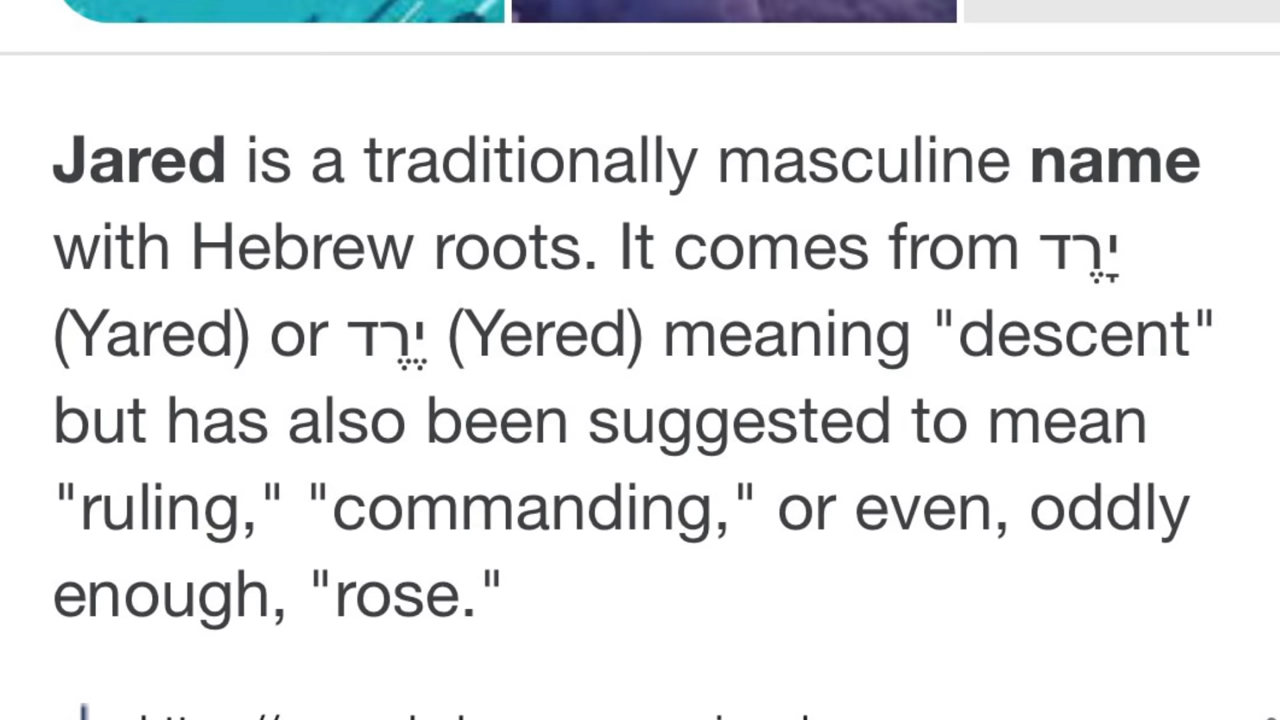 Jared is a traditionally masculine name
with Hebrew roots. It comes from יָרֶד
(Yared) or יֶרֶד (Yered) meaning "descent"
but has also been suggested to mean
"ruling," "commanding," or even, oddly
enough, "rose."